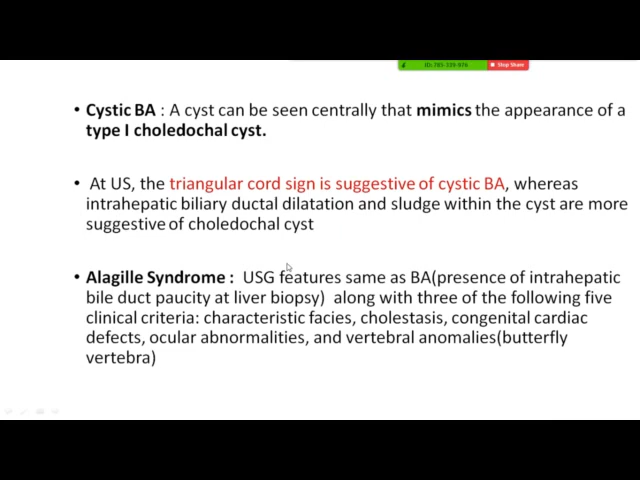 ID: 785-339-876 Stop Share
• Cystic BA : A cyst can be seen centrally that mimics the appearance of a
type I choledochal cyst.
• At US, the triangular cord sign is suggestive of cystic BA, whereas
intrahepatic biliary ductal dilatation and sludge within the cyst are more
suggestive of choledochal cyst
• Alagille Syndrome : USG features same as BA(presence of intrahepatic
bile duct paucity at liver biopsy) along with three of the following five
clinical criteria: characteristic facies, cholestasis, congenital cardiac
defects, ocular abnormalities, and vertebral anomalies(butterfly
vertebra)